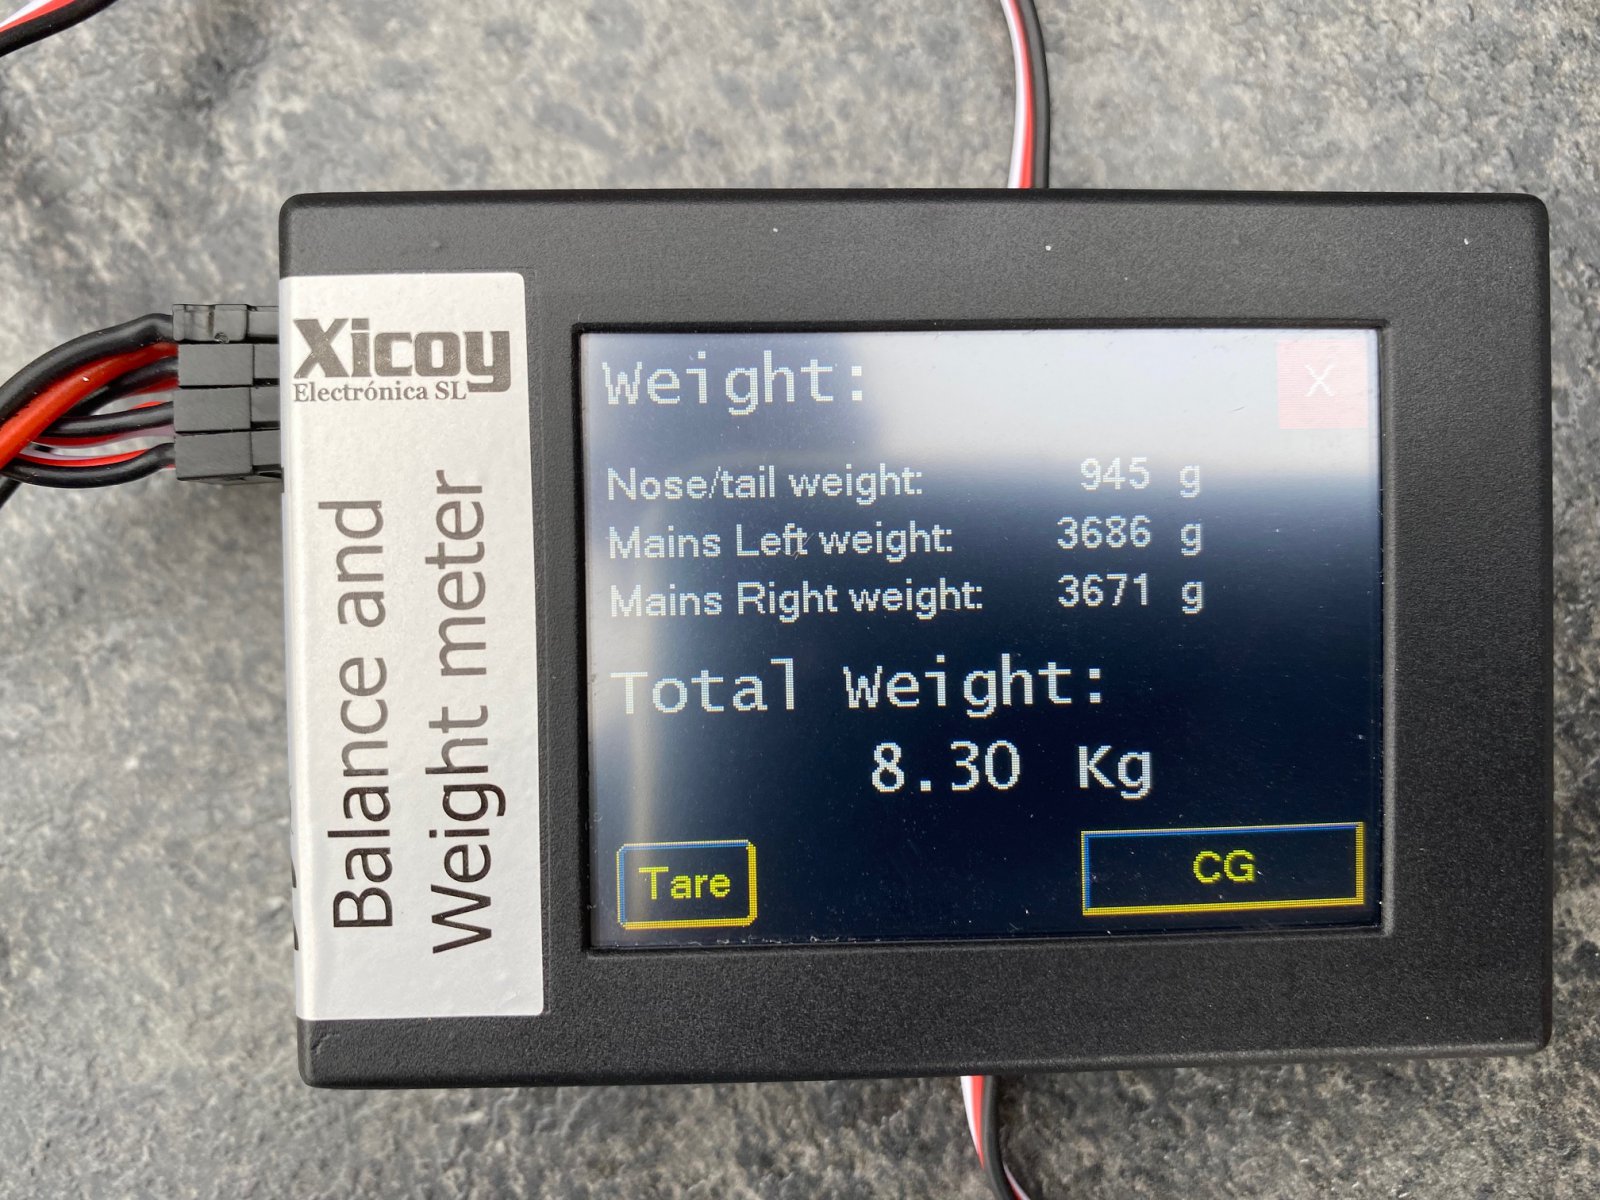 Xicoy
Electrónica SL
Balance and
Weight meter
Weight:
X
Nose/tail weight: 945 g
Mains Left weight: 3686 g
Mains Right weight: 3671 g
Total Weight:
8.30 Kg
Tare
CG